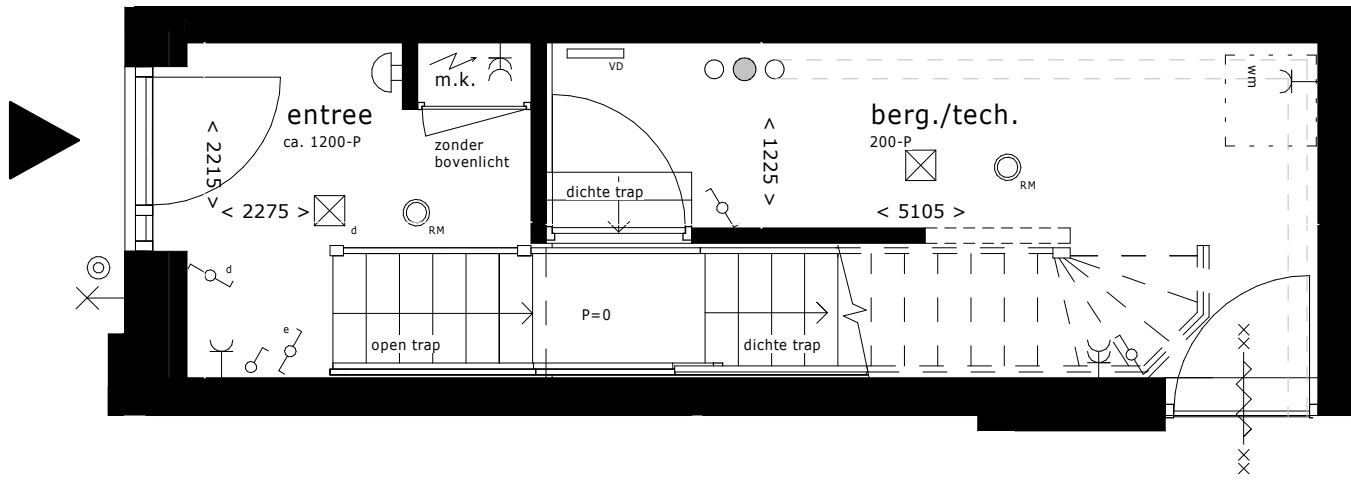 VD
m.k.
wm
entree
ca. 1200-P
berg./tech.
200-P
zonder
bovenlicht
< 2215 >
< 1225 >
dichte trap
RM
< 2275 >
d
RM
< 5105 >
d
e
P=0
open trap
dichte trap